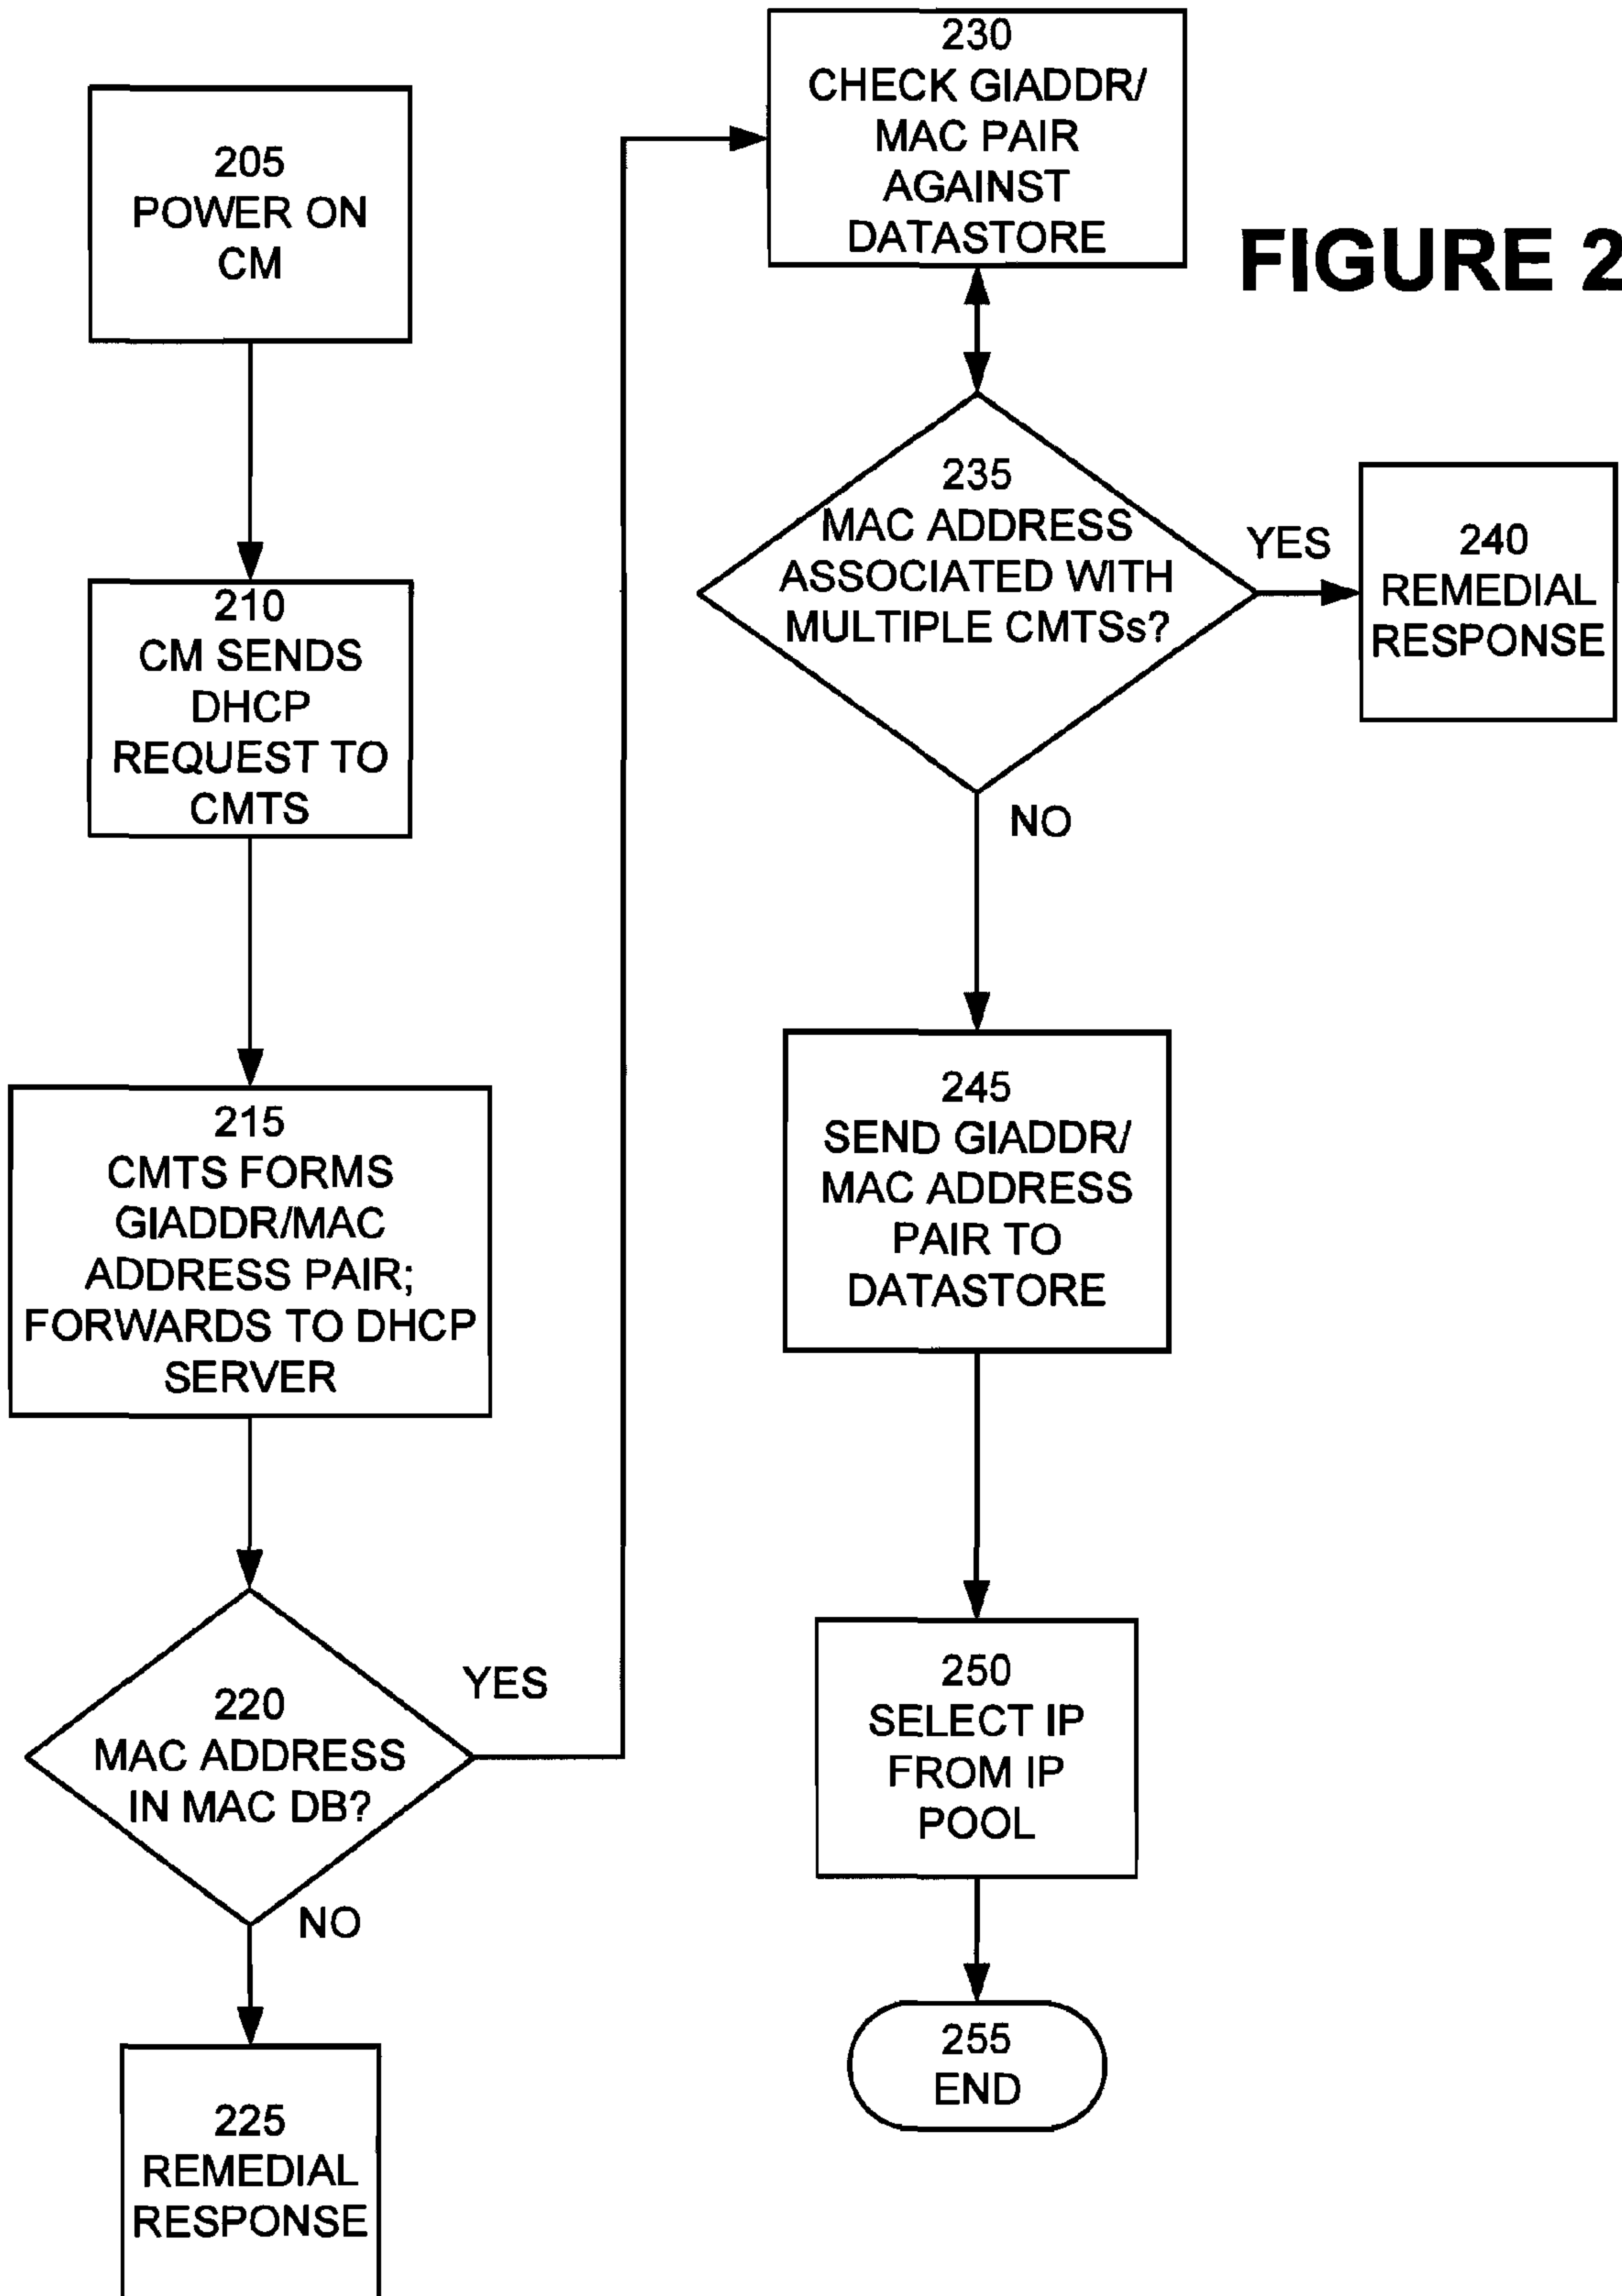 205
POWER ON
CM
210
CM SENDS
DHCP
REQUEST TO
CMTS
215
CMTS FORMS
GIADDR/MAC
ADDRESS PAIR;
FORWARDS TO DHCP
SERVER
220
MAC ADDRESS
IN MAC DB?
YES
NO
225
REMEDIAL
RESPONSE
230
CHECK GIADDR/
MAC PAIR
AGAINST
DATASTORE
FIGURE 2
235
MAC ADDRESS
ASSOCIATED WITH
MULTIPLE CMTSs?
YES
240
REMEDIAL
RESPONSE
NO
245
SEND GIADDR/
MAC ADDRESS
PAIR TO
DATASTORE
250
SELECT IP
FROM IP
POOL
255
END